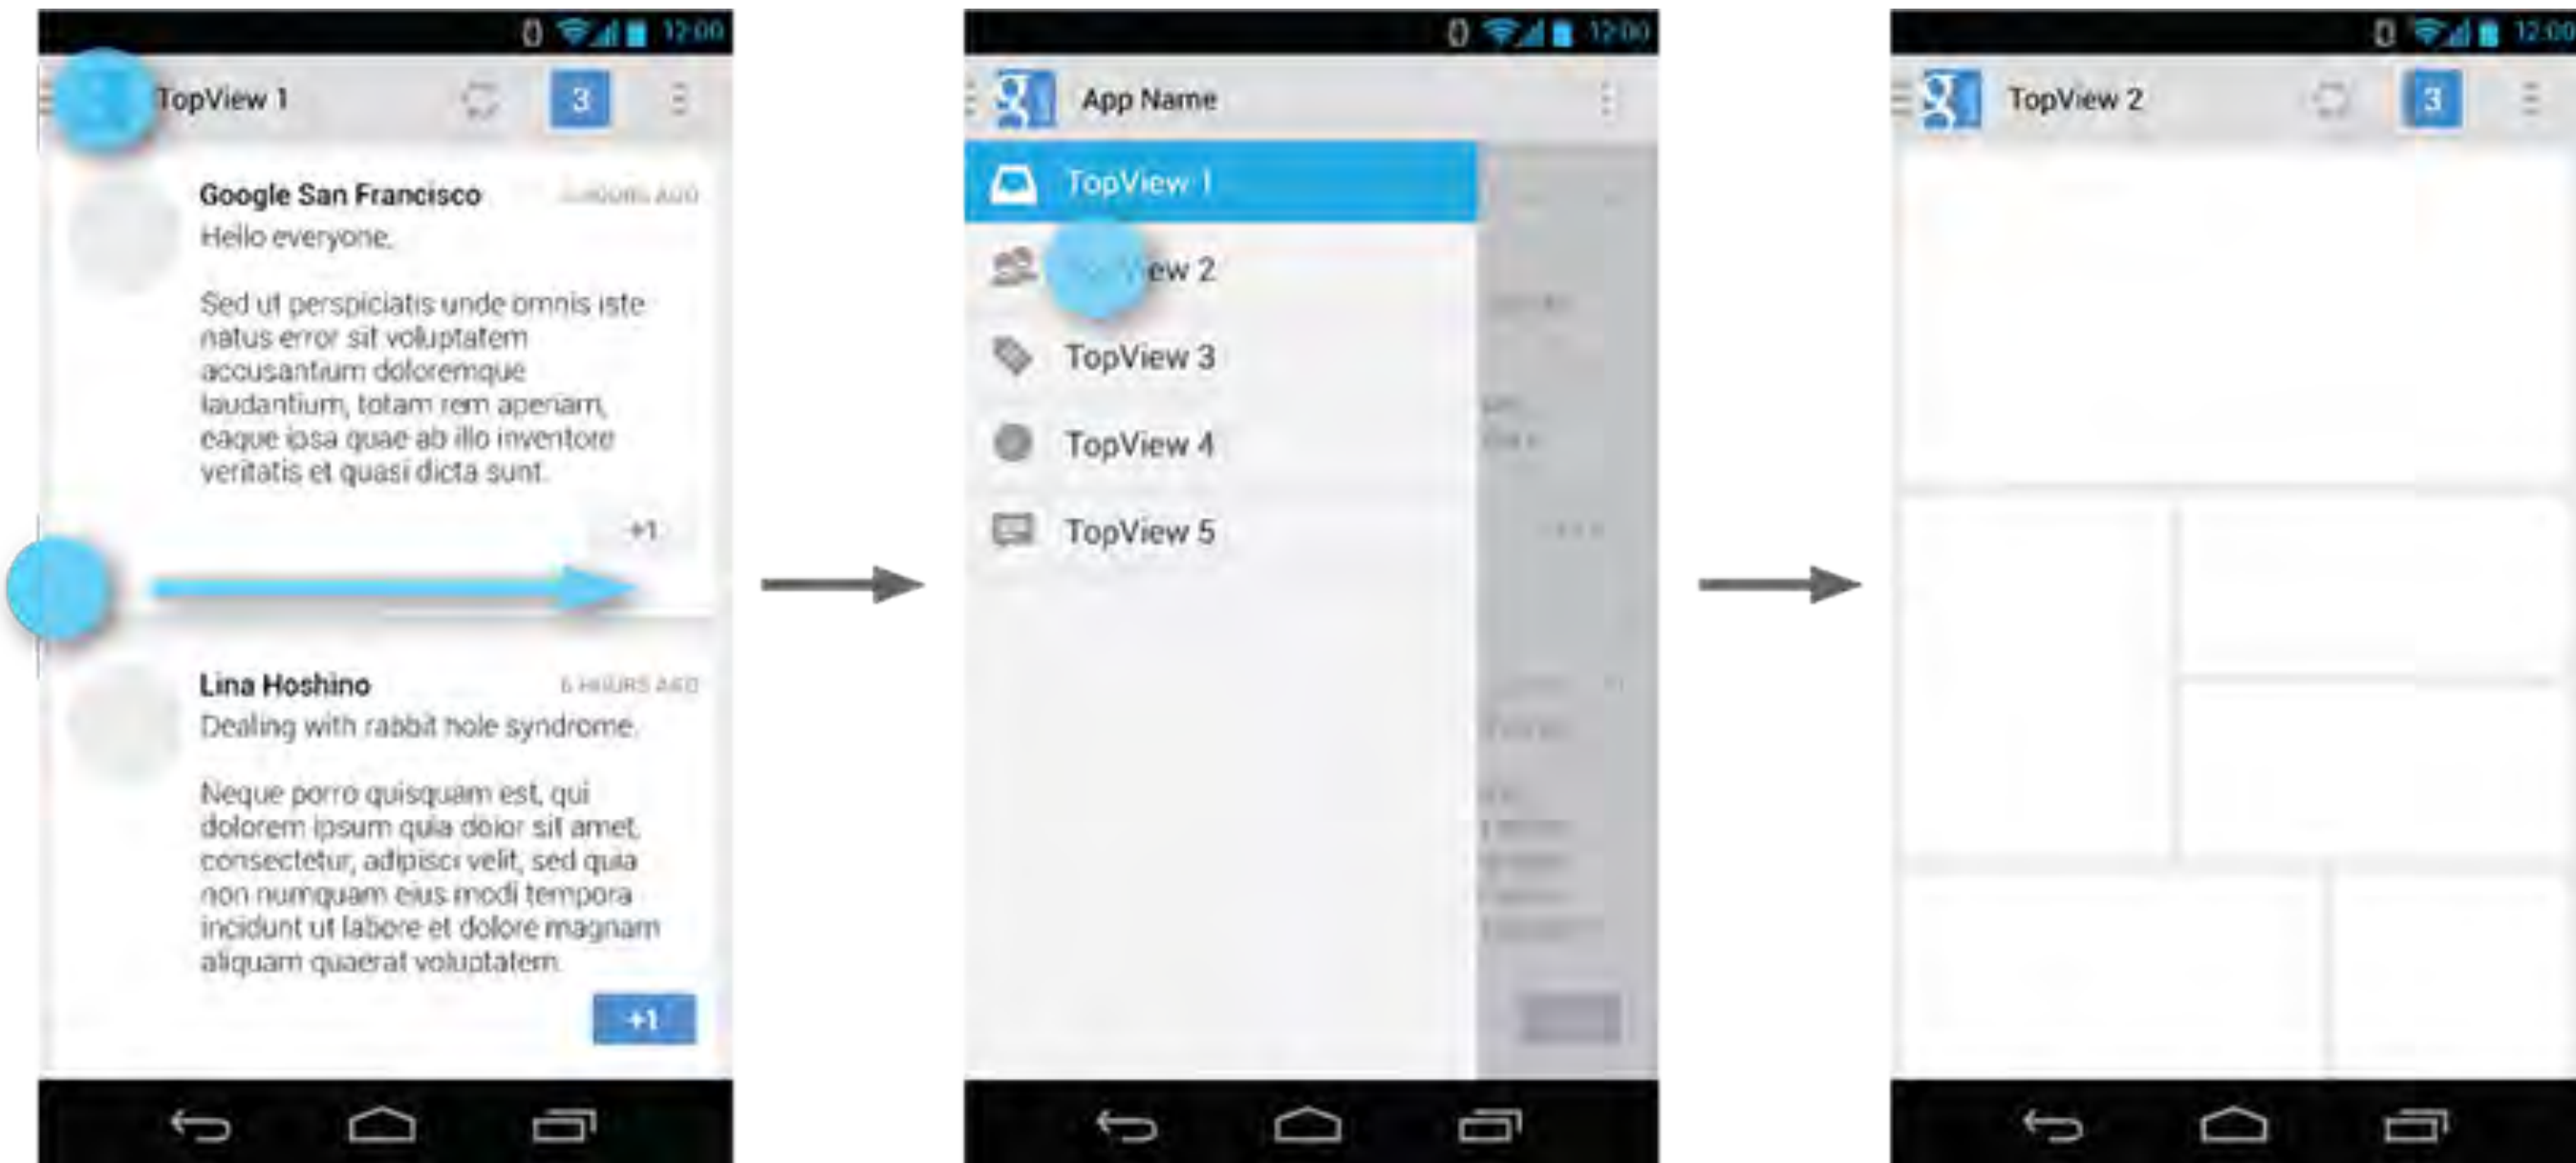 12:00
TopView 1
3
Google San Francisco
HOURS AGO
Hello everyone,
Sed ut perspiciatis unde omnis iste
natus error sit voluptatem
accusantium doloremque
laudantium, totam rem aperiam,
eaque ipsa quae ab illo inventore
veritatis et quasi dicta sunt.
+1
Lina Hoshino
6 HOURS AGO
Dealing with rabbit hole syndrome.
Neque porro quisquam est, qui
dolorem ipsum quia dolor sit amet,
consectetur, adipisci velit, sed quia
non numquam eius modi tempora
incidunt ut labore et dolore magnam
aliquam quaerat voluptatem.
+1
12:00
g
App Name
TopView 1
ew 2
TopView 3
TopView 4
TopView 5
12:00
g
TopView 2
3